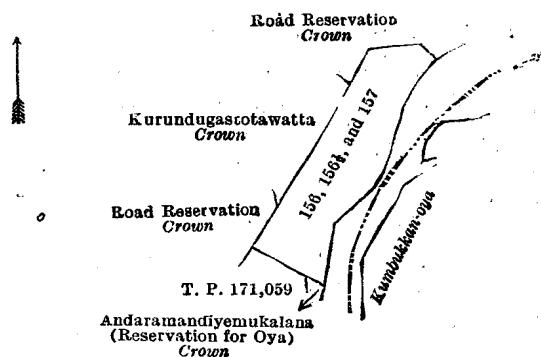 Road Reservation
Crown
Kurundugascotawatta
Crown
156, 156½, and 157
Road Reservation
Crown
Kumbukkan-oya
T. P. 171,059
Andaramandiyemukalana
(Reservation for Oya)
Crown